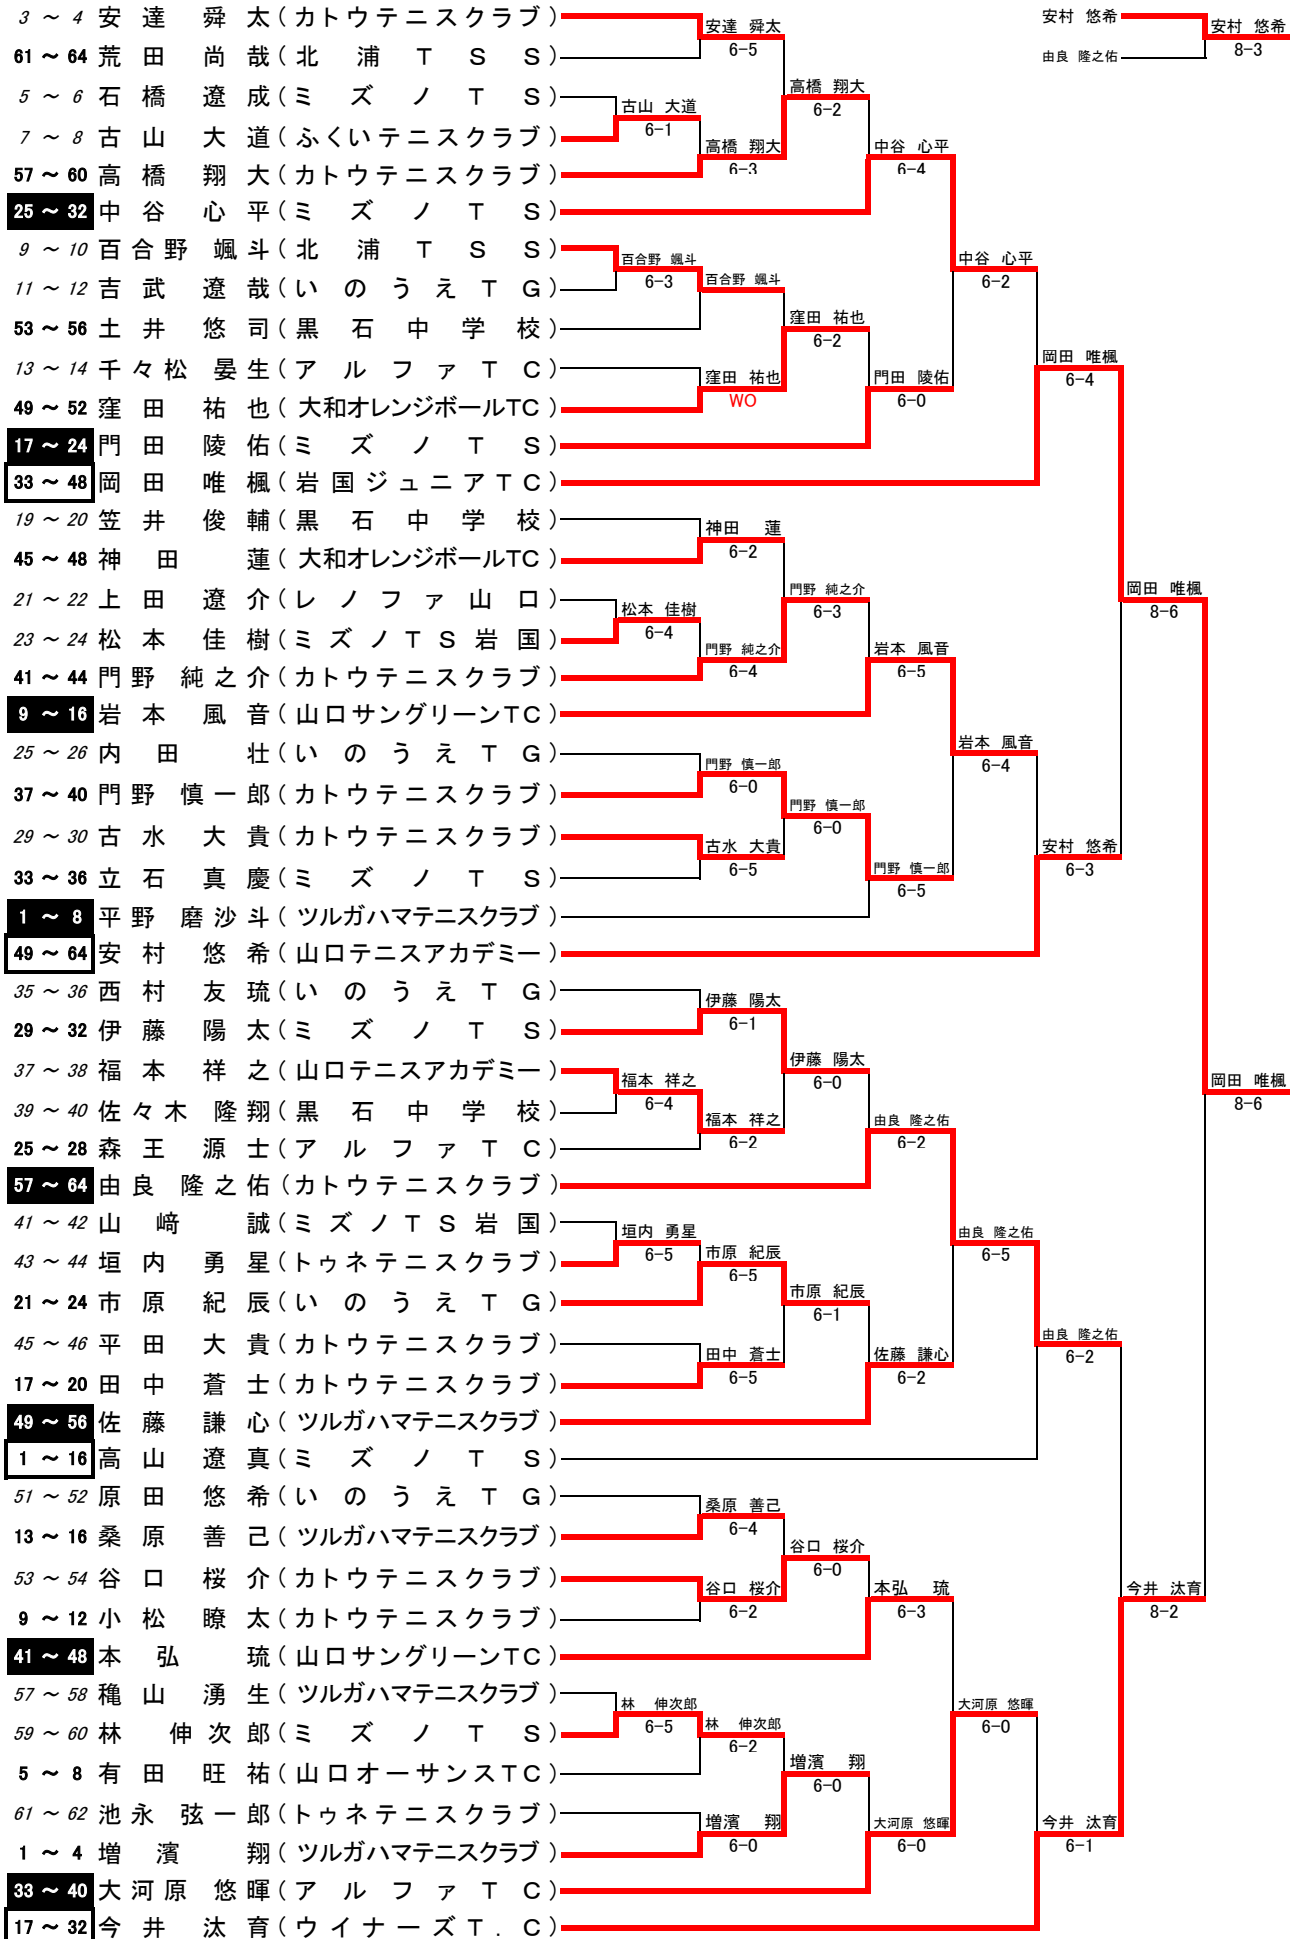 3 ～ 4 安達 舜太(カトウテニスクラブ)
61 ～ 64 荒田 尚哉(北浦TSS)
5 ～ 6 石橋 遼成(ミズノTS)
7 ～ 8 古山 大道(ふくいテニスクラブ)
57 ～ 60 高橋 翔大(カトウテニスクラブ)
25 ～ 32 中谷 心平(ミズノTS)
9 ～ 10 百合野 颯斗(北浦TSS)
11 ～ 12 吉武 遼哉(いのうえTG)
53 ～ 56 土井 悠司(黒石中学校)
13 ～ 14 千々松 晏生(アルファTC)
49 ～ 52 窪田 祐也(大和オレンジボールTC)
17 ～ 24 門田 陵佑(ミズノTS)
33 ～ 48 岡田 唯楓(岩国ジュニアTC)
19 ～ 20 笠井 俊輔(黒石中学校)
45 ～ 48 神田 蓮(大和オレンジボールTC)
21 ～ 22 上田 遼介(レノファ山口)
23 ～ 24 松本 佳樹(ミズノTS岩国)
41 ～ 44 門野 純之介(カトウテニスクラブ)
9 ～ 16 岩本 風音(山口サングリーンTC)
25 ～ 26 内田 壮(いのうえTG)
37 ～ 40 門野 慎一郎(カトウテニスクラブ)
29 ～ 30 古水 大貴(カトウテニスクラブ)
33 ～ 36 立石 真慶(ミズノTS)
1 ～ 8 平野 磨沙斗(ツルガハマテニスクラブ)
49 ～ 64 安村 悠希(山口テニスアカデミー)
35 ～ 36 西村 友琉(いのうえTG)
29 ～ 32 伊藤 陽太(ミズノTS)
37 ～ 38 福本 祥之(山口テニスアカデミー)
39 ～ 40 佐々木 隆翔(黒石中学校)
25 ～ 28 森王 源士(アルファTC)
57 ～ 64 由良 隆之佑(カトウテニスクラブ)
41 ～ 42 山﨑 誠(ミズノTS岩国)
43 ～ 44 垣内 勇星(トゥネテニスクラブ)
21 ～ 24 市原 紀辰(いのうえTG)
45 ～ 46 平田 大貴(カトウテニスクラブ)
17 ～ 20 田中 蒼士(カトウテニスクラブ)
49 ～ 56 佐藤 謙心(ツルガハマテニスクラブ)
1 ～ 16 高山 遼真(ミズノTS)
51 ～ 52 原田 悠希(いのうえTG)
13 ～ 16 桑原 善己(ツルガハマテニスクラブ)
53 ～ 54 谷口 桜介(カトウテニスクラブ)
9 ～ 12 小松 瞭太(カトウテニスクラブ)
41 ～ 48 本弘 琉(山口サングリーンTC)
57 ～ 58 穐山 湧生(ツルガハマテニスクラブ)
59 ～ 60 林 伸次郎(ミズノTS)
5 ～ 8 有田 旺祐(山口オーサンスTC)
61 ～ 62 池永 弦一郎(トゥネテニスクラブ)
1 ～ 4 増濱 翔(ツルガハマテニスクラブ)
33 ～ 40 大河原 悠暉(アルファTC)
17 ～ 32 今井 汰育(ウイナーズT.C)
古山 大道
6-1
百合野 颯斗
6-3
松本 佳樹
6-4
福本 祥之
6-4
垣内 勇星
6-5
林 伸次郎
6-5
安達 舜太
6-5
高橋 翔大
6-3
百合野 颯斗
窪田 祐也
WO
神田 蓮
6-2
門野 純之介
6-4
門野 慎一郎
6-0
古水 大貴
6-5
伊藤 陽太
6-1
福本 祥之
6-2
市原 紀辰
6-5
田中 蒼士
6-5
桑原 善己
6-4
谷口 桜介
6-2
林 伸次郎
6-2
増濱 翔
6-0
高橋 翔大
6-2
窪田 祐也
6-2
門野 純之介
6-3
門野 慎一郎
6-0
伊藤 陽太
6-0
市原 紀辰
6-1
谷口 桜介
6-0
増濱 翔
6-0
中谷 心平
6-4
門田 陵佑
6-0
岩本 風音
6-5
門野 慎一郎
6-5
由良 隆之佑
6-2
佐藤 謙心
6-2
本弘 琉
6-3
大河原 悠暉
6-0
中谷 心平
6-2
岩本 風音
6-4
由良 隆之佑
6-5
大河原 悠暉
6-0
岡田 唯楓
6-4
安村 悠希
6-3
由良 隆之佑
6-2
今井 汰育
6-1
岡田 唯楓
8-6
今井 汰育
8-2
岡田 唯楓
8-6
安村 悠希
由良 隆之佑
安村 悠希
8-3